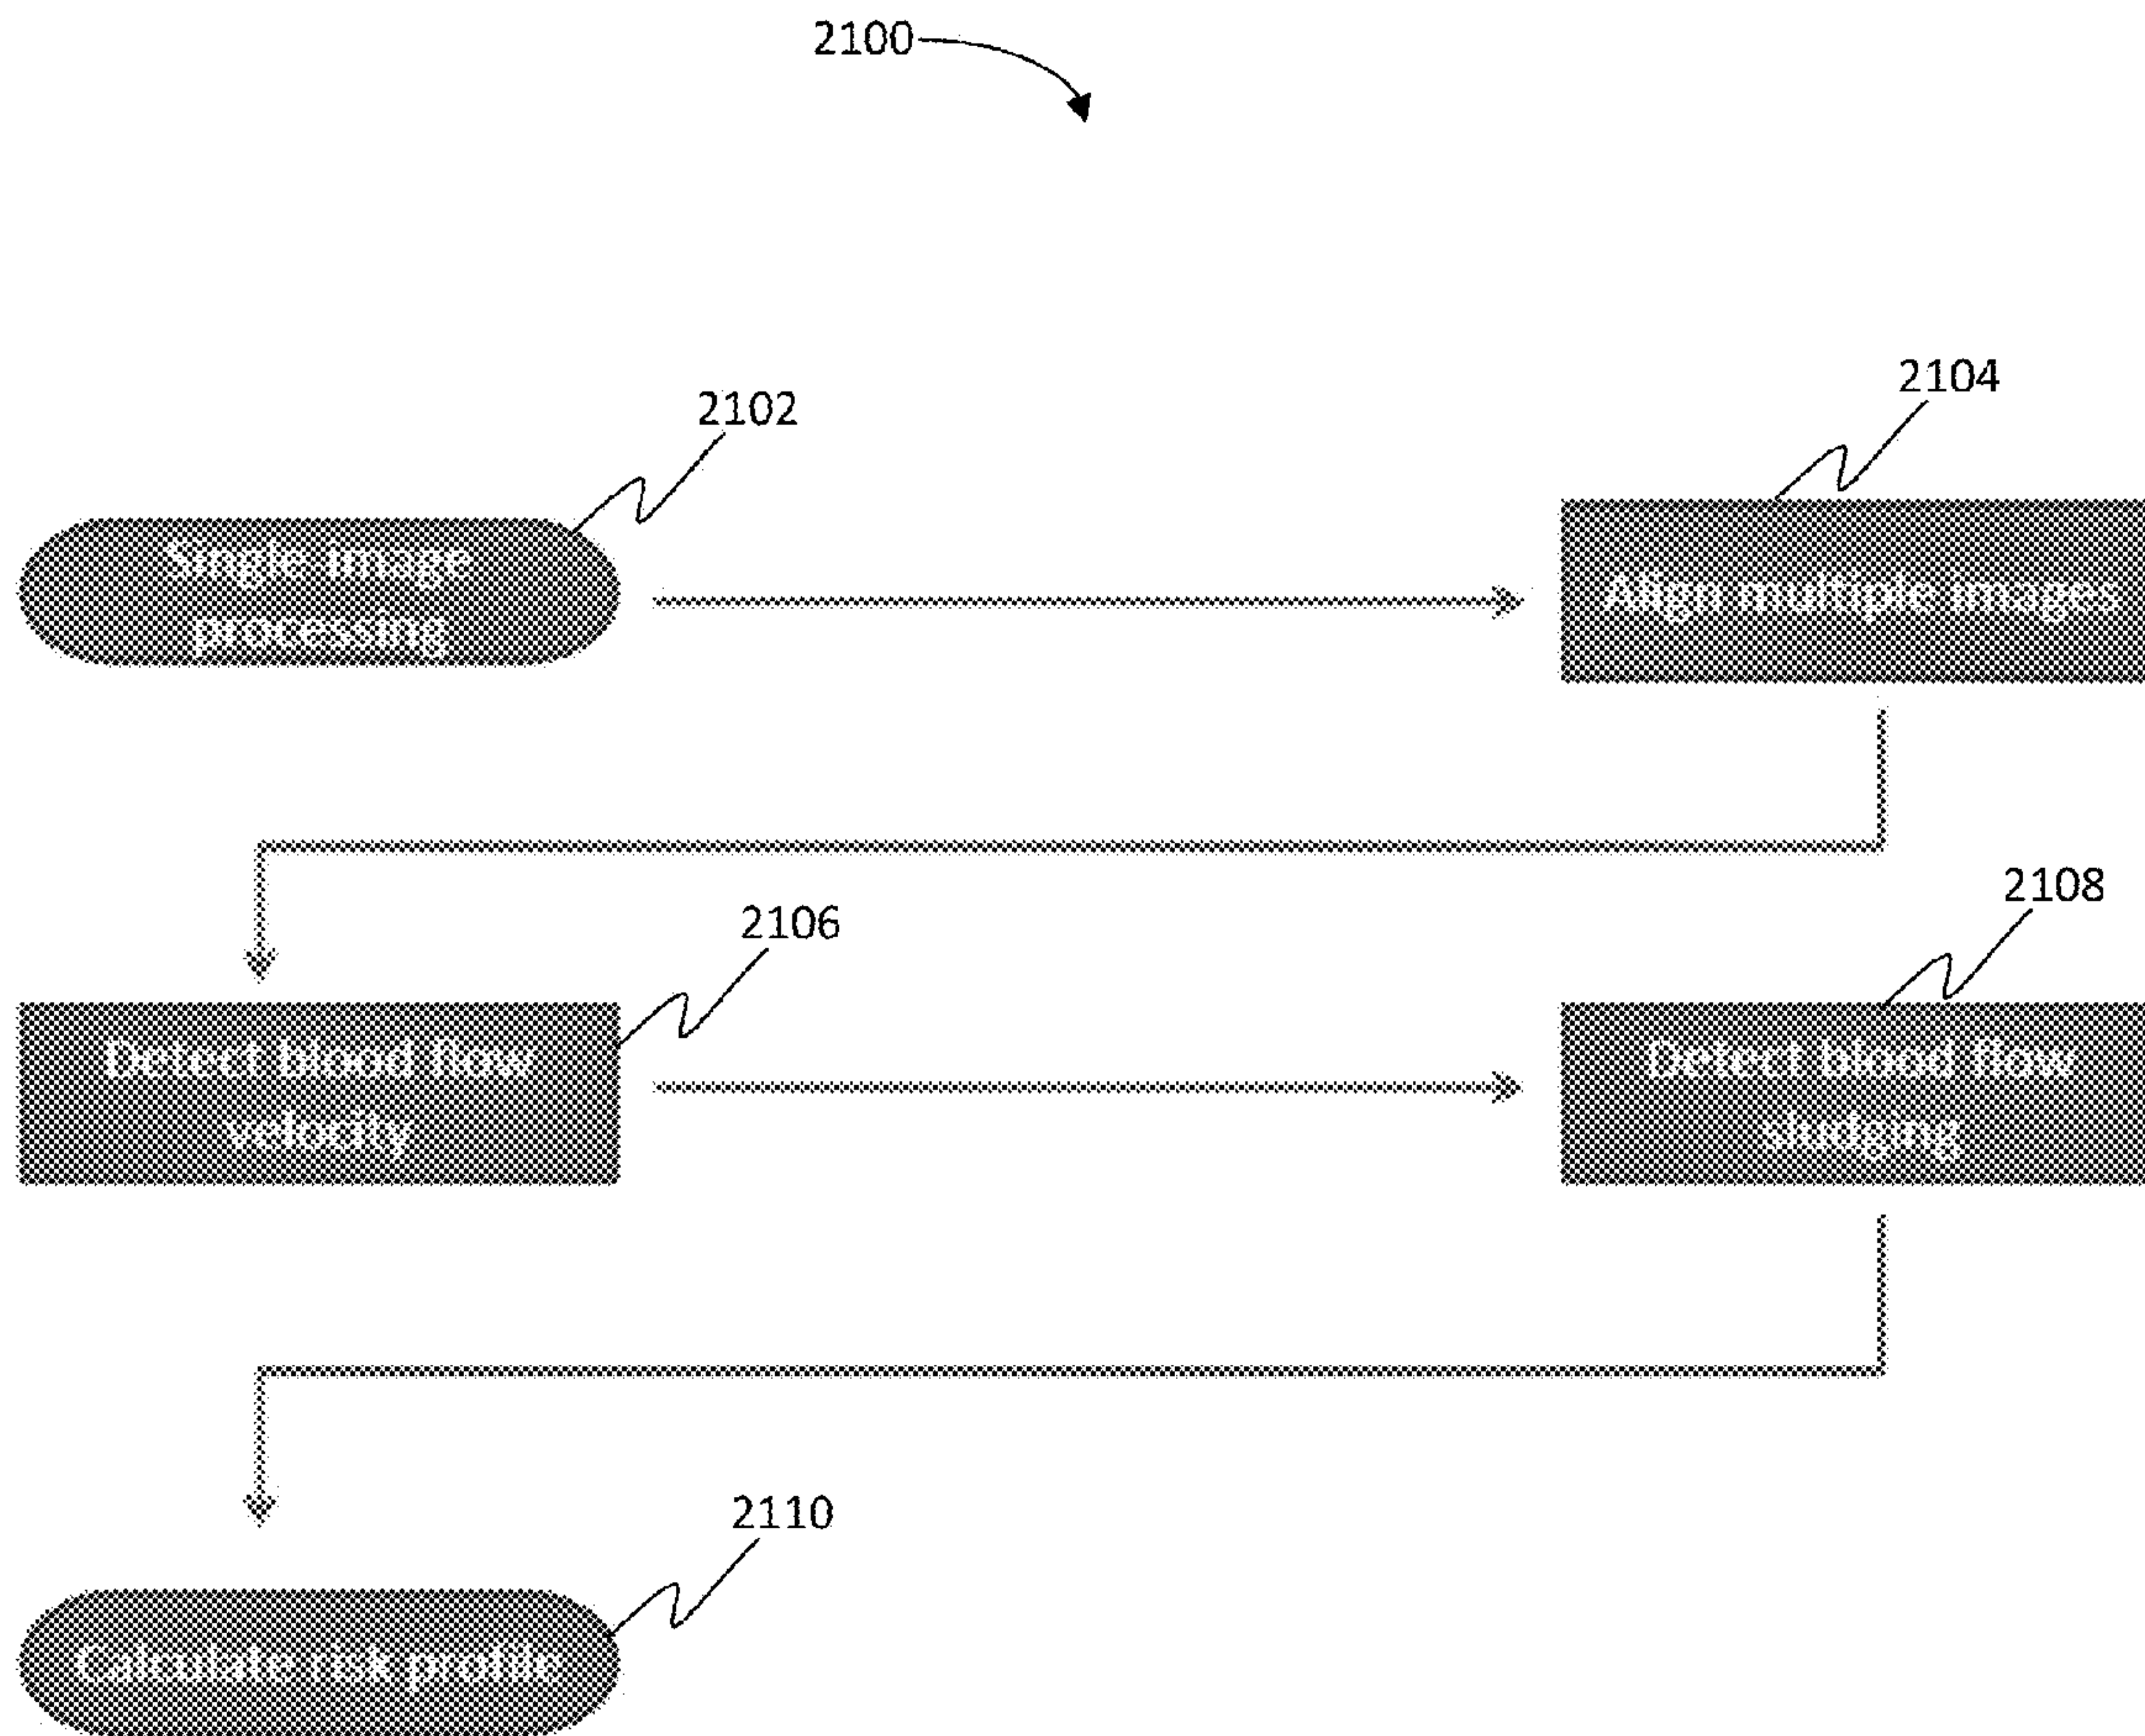 2100
2102
2104
Single image
processing
Align multiple images
2106
2108
Detect blood flow
velocity
Detect blood flow
sludging
2110
Calculate risk profile